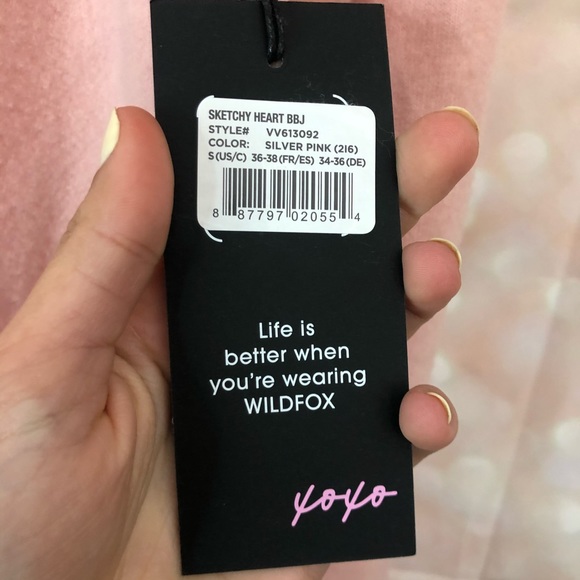 SKETCHY HEART BBJ
STYLE# VV613092
COLOR: SILVER PINK (2I6)
S(US/C) 36-38(FR/ES) 34-36(DE)
8 87797 02055 4
Life is
better when
you're wearing
WILDFOX
xoxo